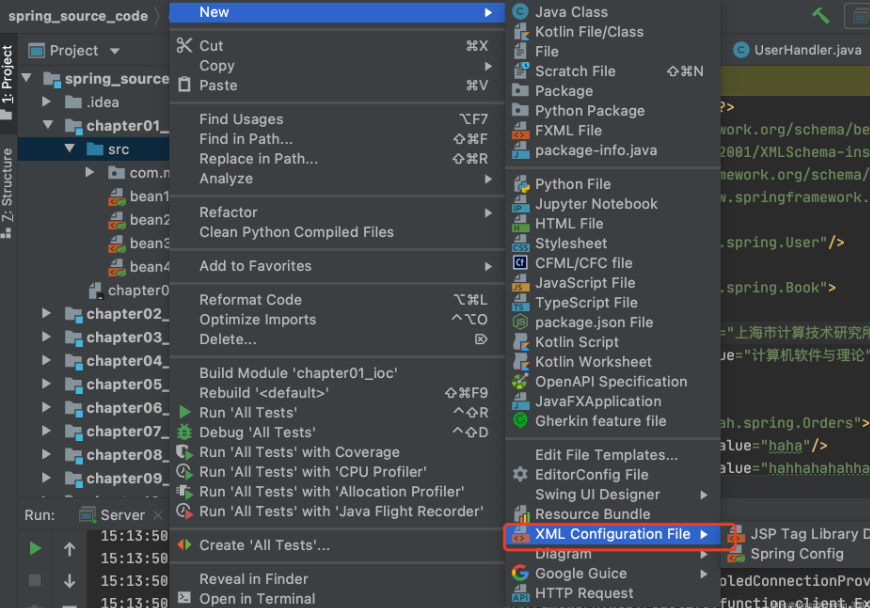 spring_source_code
Project
1: Project
7: Structure
spring_source
.idea
chapter01_
src
com.m
bean1
bean2
bean3
bean4
chapter0
chapter02_
chapter03_
chapter04_
chapter05_
chapter06_
chapter07_
chapter08_
chapter09_
New
Cut ⌘X
Copy
Paste ⌘V
Find Usages ⌥F7
Find in Path... ⇧⌘F
Replace in Path... ⇧⌘R
Analyze
Refactor
Clean Python Compiled Files
Add to Favorites
Reformat Code ⌥⌘L
Optimize Imports ^⌥O
Delete... ⌦
Build Module 'chapter01_ioc'
Rebuild '<default>' ⇧⌘F9
Run 'All Tests' ^⇧R
Debug 'All Tests' ^⇧D
Run 'All Tests' with Coverage
Run 'All Tests' with 'CPU Profiler'
Run 'All Tests' with 'Allocation Profiler'
Run 'All Tests' with 'Java Flight Recorder'
Create 'All Tests'...
Reveal in Finder
Open in Terminal
Java Class
Kotlin File/Class
File
Scratch File ⇧⌘N
Package
Python Package
FXML File
package-info.java
Python File
Jupyter Notebook
HTML File
Stylesheet
CFML/CFC file
JavaScript File
TypeScript File
package.json File
Kotlin Script
Kotlin Worksheet
OpenAPI Specification
JavaFXApplication
Gherkin feature file
Edit File Templates...
EditorConfig File
Swing UI Designer
Resource Bundle
XML Configuration File
Diagram
Google Guice
HTTP Request
JSP Tag Library D
Spring Config
UserHandler.java
?>
work.org/schema/be
2001/XMLSchema-ins
mework.org/schema/
w.springframework.
.spring.User"/>
.spring.Book">
="上海市计算技术研究所
ue="计算机软件与理论"
ah.spring.Orders">
alue="haha"/>
alue="hahhahahahha
Run: Server
15:13:50
15:13:50
15:13:50
15:13:50
oledConnectionProv
function.client.Ex